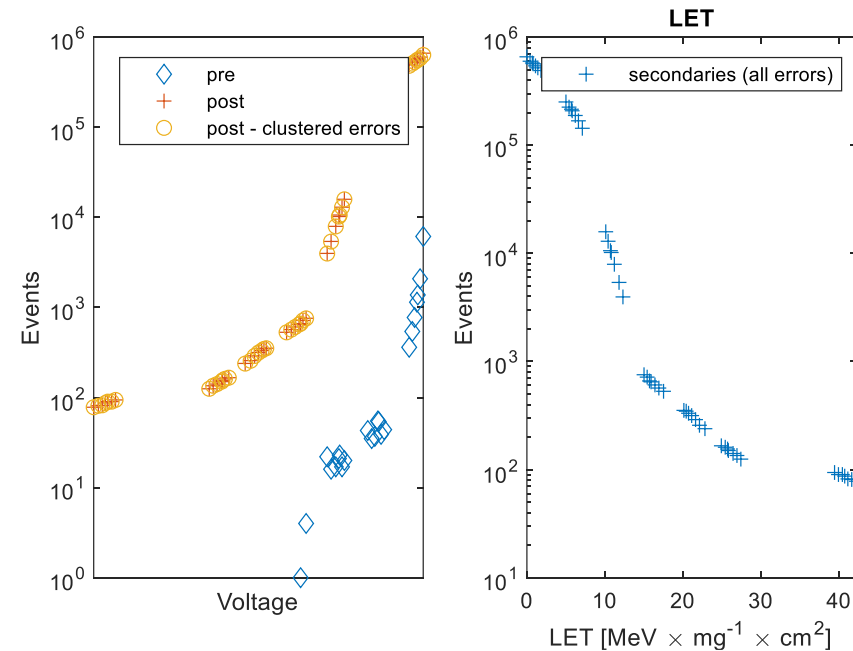 10^6
10^5
10^4
10^3
10^2
10^1
10^0
Events
Voltage
pre
post
post - clustered errors
LET
10^6
10^5
10^4
10^3
10^2
10^1
Events
secondaries (all errors)
0 10 20 30 40
LET [MeV × mg^-1 × cm^2]